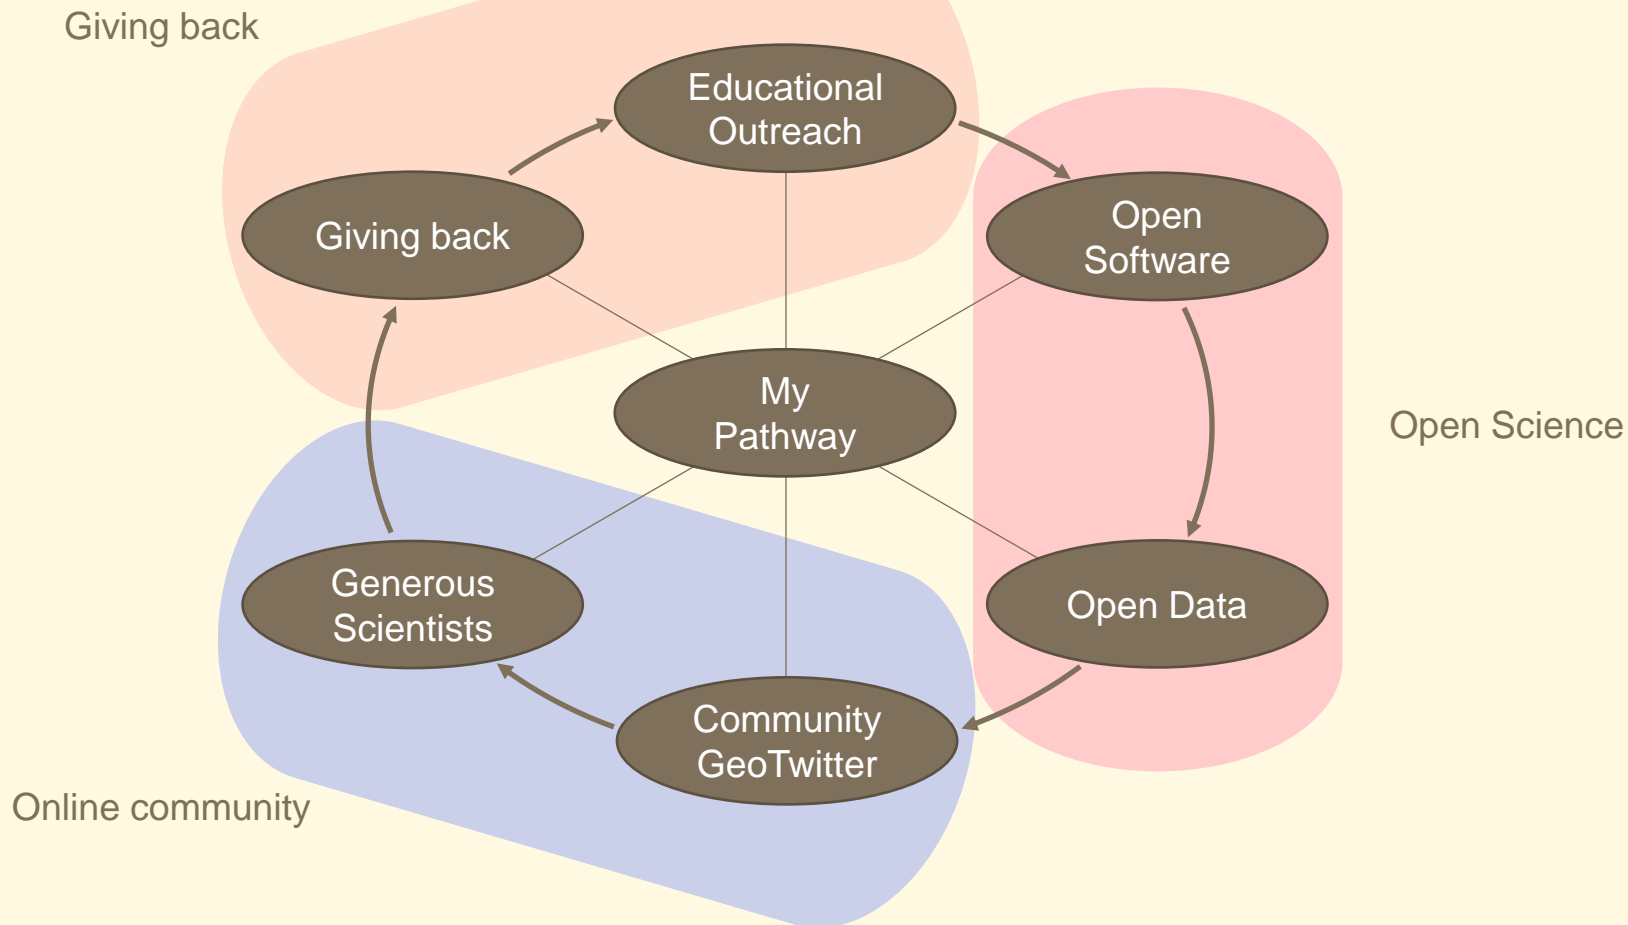 Giving back
Educational
Outreach
Open
Software
Giving back
My
Pathway
Open Science
Generous
Scientists
Open Data
Community
GeoTwitter
Online community